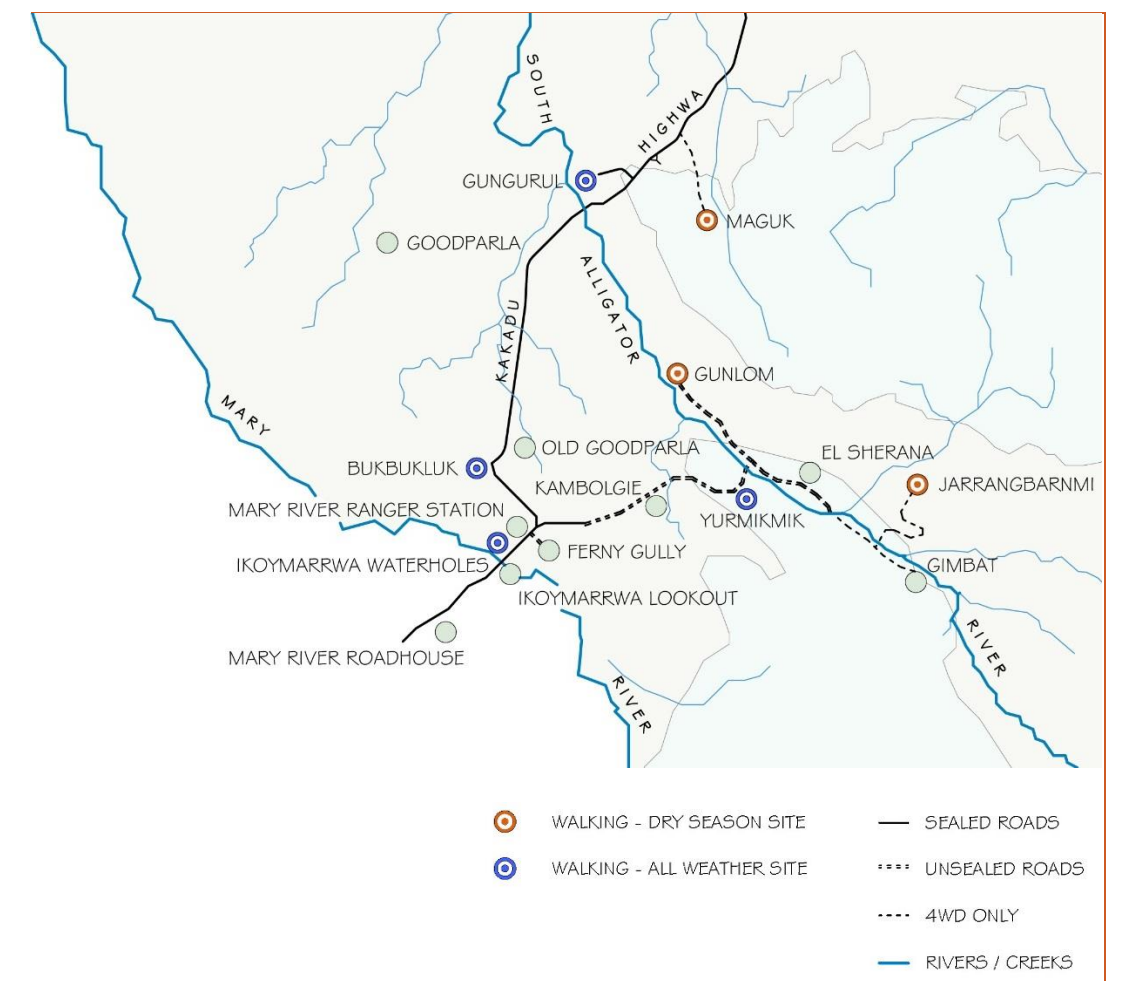 SOUTH
HIGHWAY
GUNGURUL
MAGUK
GOODPARLA
ALLIGATOR
KAKADU
GUNLOM
MARY
OLD GOODPARLA
EL SHERANA
BUKBUKLUK
KAMBOLGIE
JARRANGBARNMI
MARY RIVER RANGER STATION
YURMIKMIK
FERNY GULLY
IKOYMARRWA WATERHOLES
GIMBAT
IKOYMARRWA LOOKOUT
RIVER
MARY RIVER ROADHOUSE
RIVER
WALKING - DRY SEASON SITE
SEALED ROADS
WALKING - ALL WEATHER SITE
UNSEALED ROADS
4WD ONLY
RIVERS / CREEKS